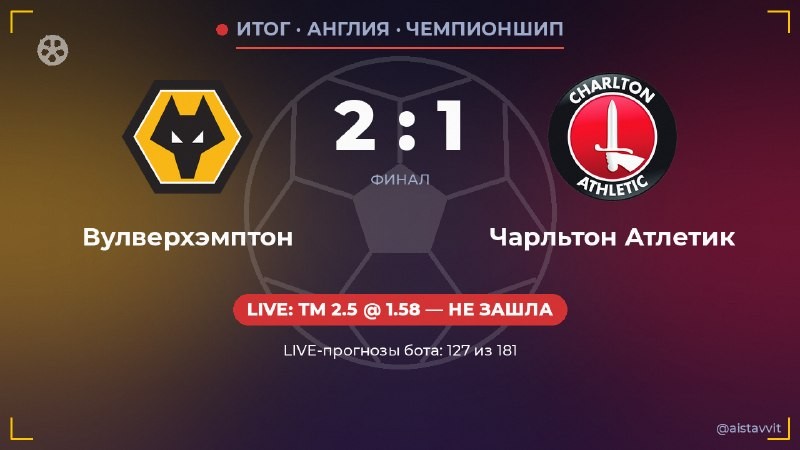 ИТОГ · АНГЛИЯ · ЧЕМПИОНШИП
2 : 1
ФИНАЛ
CHARLTON
ATHLETIC
Вулверхэмптон
Чарльтон Атлетик
LIVE: ТМ 2.5 @ 1.58 — НЕ ЗАШЛА
LIVE-прогнозы бота: 127 из 181
@aistavvit